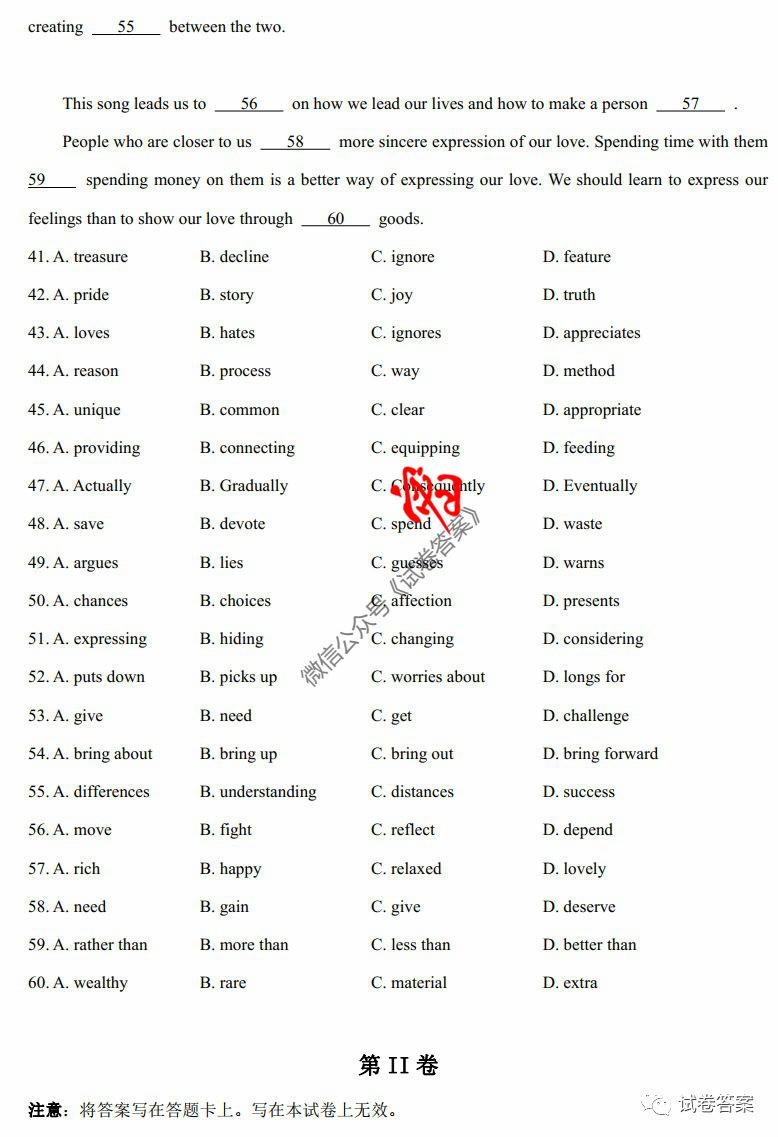 creating 55 between the two.
This song leads us to 56 on how we lead our lives and how to make a person 57 .
People who are closer to us 58 more sincere expression of our love. Spending time with them
59 spending money on them is a better way of expressing our love. We should learn to express our
feelings than to show our love through 60 goods.
41. A. treasure B. decline C. ignore D. feature
42. A. pride B. story C. joy D. truth
43. A. loves B. hates C. ignores D. appreciates
44. A. reason B. process C. way D. method
45. A. unique B. common C. clear D. appropriate
46. A. providing B. connecting C. equipping D. feeding
47. A. Actually B. Gradually C. Consequently D. Eventually
48. A. save B. devote C. spend D. waste
49. A. argues B. lies C. guesses D. warns
50. A. chances B. choices C. affection D. presents
51. A. expressing B. hiding C. changing D. considering
52. A. puts down B. picks up C. worries about D. longs for
53. A. give B. need C. get D. challenge
54. A. bring about B. bring up C. bring out D. bring forward
55. A. differences B. understanding C. distances D. success
56. A. move B. fight C. reflect D. depend
57. A. rich B. happy C. relaxed D. lovely
58. A. need B. gain C. give D. deserve
59. A. rather than B. more than C. less than D. better than
60. A. wealthy B. rare C. material D. extra
微信公众号《试卷答案》
第 II 卷
注意：将答案写在答题卡上。写在本试卷上无效。
试卷答案